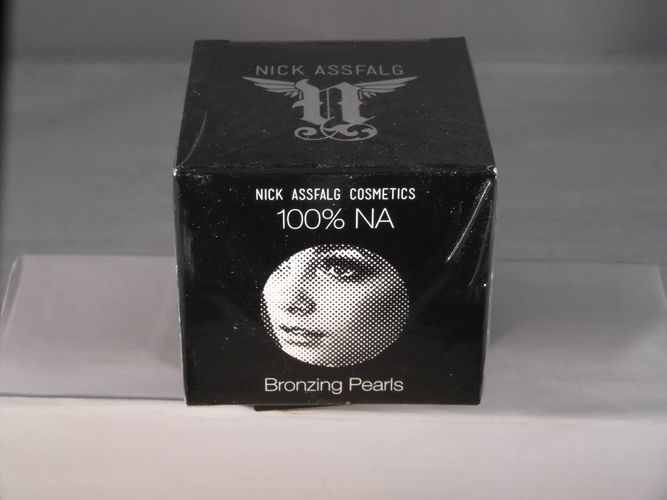 NICK ASSFALG
N
NICK ASSFALG COSMETICS
100% NA
Bronzing Pearls